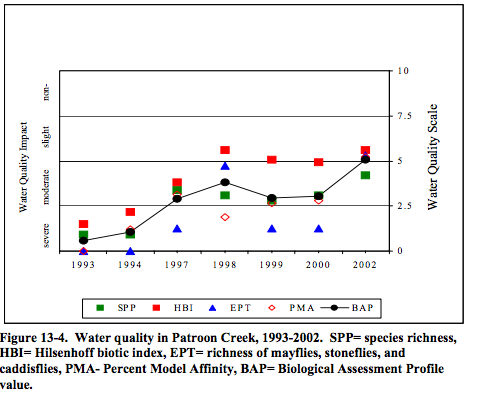 Water Quality Impact
non-
slight
moderate
severe
10
7.5
5
2.5
0
Water Quality Scale
1993 1994 1997 1998 1999 2000 2002
SPP HBI EPT PMA BAP
Figure 13-4. Water quality in Patroon Creek, 1993-2002. SPP= species richness,
HBI= Hilsenhoff biotic index, EPT= richness of mayflies, stoneflies, and
caddisflies, PMA- Percent Model Affinity, BAP= Biological Assessment Profile
value.